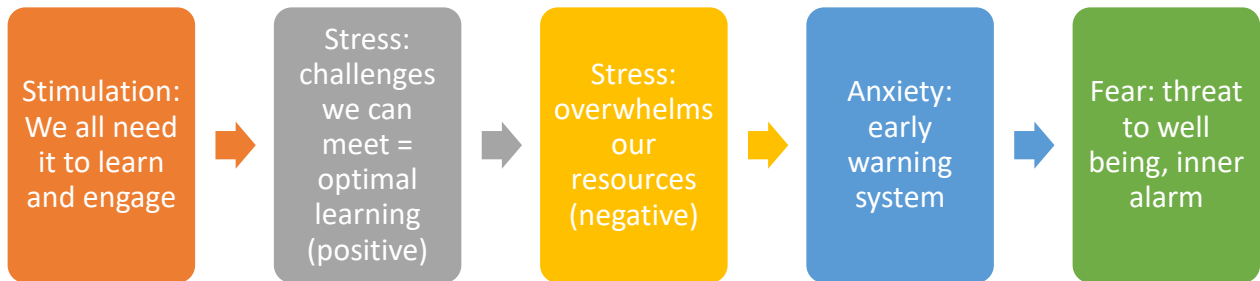 Stimulation:
We all need
it to learn
and engage
Stress:
challenges
we can
meet =
optimal
learning
(positive)
Stress:
overwhelms
our
resources
(negative)
Anxiety:
early
warning
system
Fear: threat
to well
being, inner
alarm